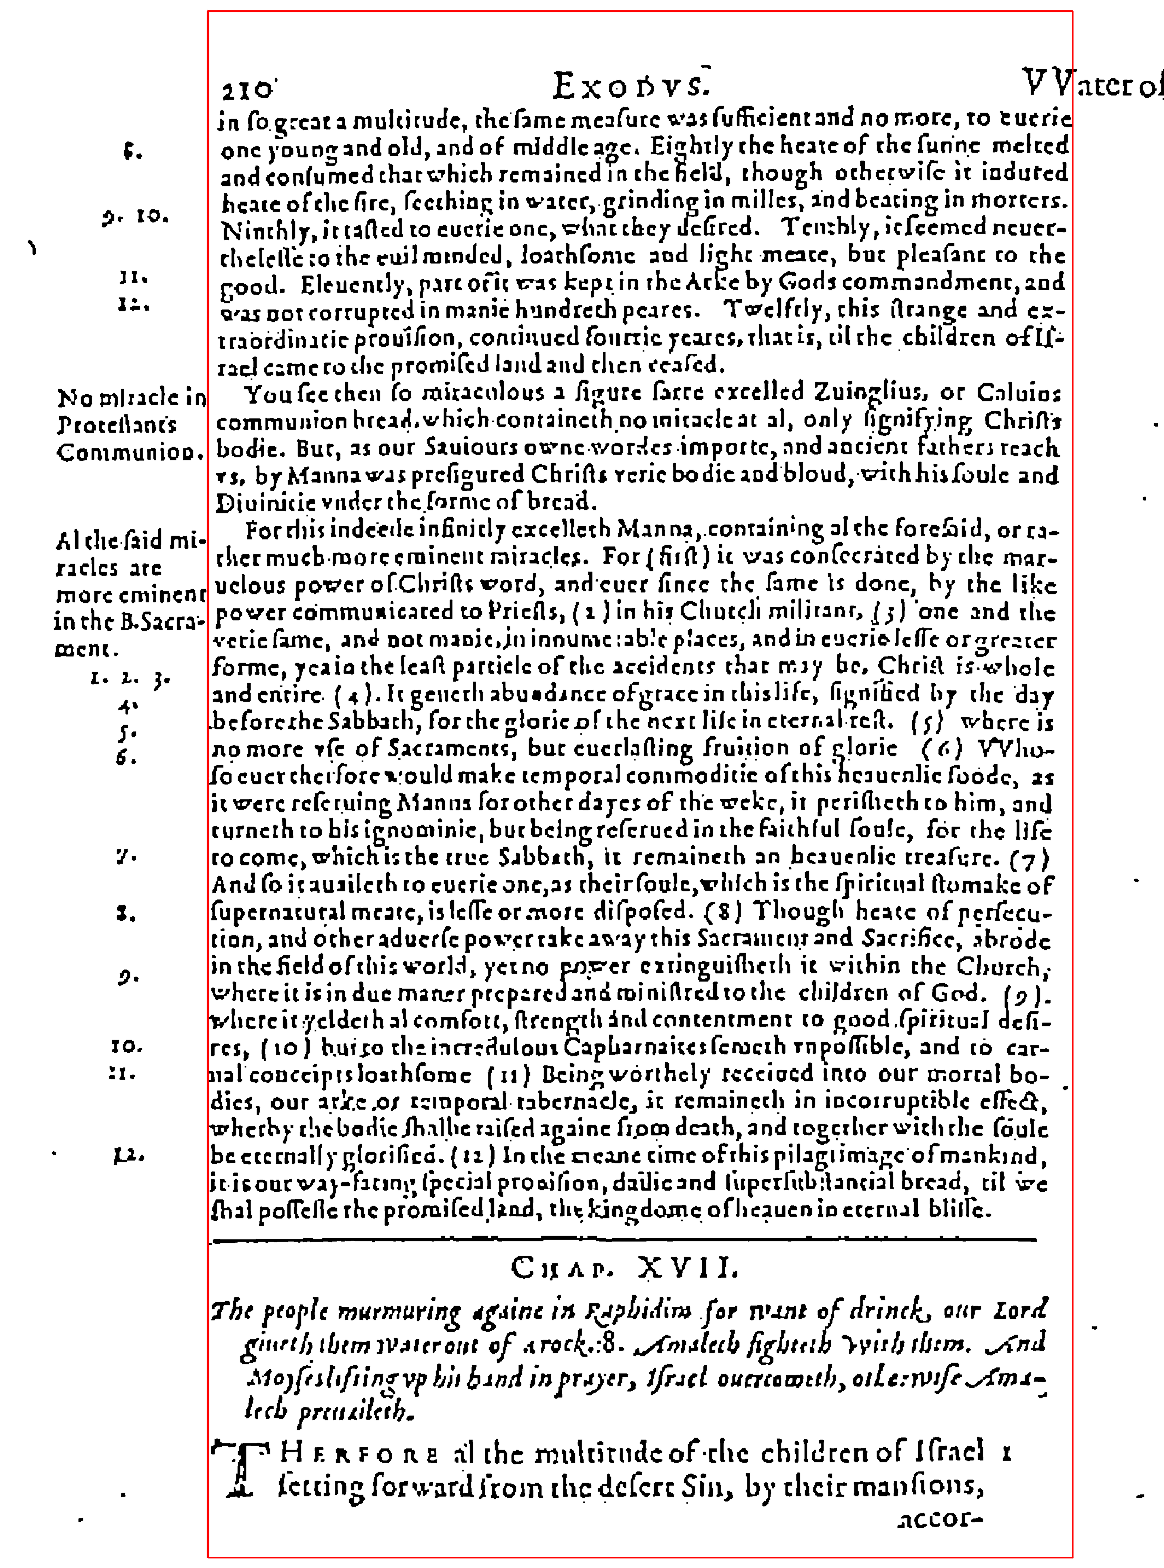 210 EXODVS. VVater of
in so great a multitude, the same measure was sufficient and no more, to euerie
8.
one young and old, and of middle age. Eightly the heate of the sunne melted
and consumed that which remained in the field, though otherwise it indured
heate of the fire, seething in water, grinding in milles, and beating in morters.
9. 10.
Ninthly, it tasted to euerie one, what they desired. Tenthly, it seemed neuer-
thelesse to the euil minded, loathsome and light meate, but pleasant to the
11.
good. Eleuently, part of it was kept in the Arke by Gods commandment, and
12.
was not corrupted in manie hundreth yeares. Twelftly, this strange and ex-
traordinarie prouision, continued fourtie yeares, that is, til the children of Is-
rael came to the promised land and then ceased.
No miracle in
Protestants
Communion.
You see then so miraculous a figure farre excelled Zuinglius, or Caluins
communion bread, which containeth no miracle at al, only signifying Christs
bodie. But, as our Sauiours owne wordes importe, and ancient fathers teach
vs, by Manna was prefigured Christs verie bodie and bloud, with his soule and
Diuinitie vnder the forme of bread.
Al the said mi-
racles are
more eminent
in the B. Sacra-
ment.
For this indeede infinitly excelleth Manna, containing al the foresaid, or ra-
ther much more eminent miracles. For (first) it was consecrated by the mar-
uelous power of Christs word, and euer since the same is done, by the like
power communicated to Priests, (2) in his Church militant, (3) one and the
verie same, and not manie, in innumerable places, and in euerie lesse or greater
forme, yea in the least particle of the accidents that may be, Christ is whole
1. 2. 3.
and entire (4). It geueth abundance of grace in this life, signified by the day
4.
before the Sabbath, for the glorie of the next life in eternal rest. (5) where is
5.
no more vse of Sacraments, but euerlasting fruition of glorie (6) VVho-
6.
so euer therfore would make temporal commoditie of this heauenlie foode, as
it were reseruing Manna for other dayes of the weke, it perisheth to him, and
turneth to his ignominie, but being reserued in the faithful soule, for the life
7.
to come, which is the true Sabbath, it remaineth an heauenlie treasure. (7)
And so it auaileth to euerie one, as their soule, which is the spiritual stomake of
8.
supernatural meate, is lesse or more disposed. (8) Though heate of persecu-
tion, and other aduerse power take away this Sacrament and Sacrifice, abrode
in the field of this world, yet no power extinguisheth it within the Church,
9.
where it is in due maner prepared and ministred to the children of God. (9).
where it yeldeth al comfort, strength and contentment to good spiritual desi-
10.
res, (10) but to the incredulous Capharnaites semeth vnpossible, and to car-
11.
nal conceipts loathsome (11) Being worthely receiued into our mortal bo-
dies, our arke or temporal tabernacle, it remaineth in incorruptible effect,
wherby the bodie shal be raised againe from death, and together with the soule
12.
be eternally glorified. (12) In the meane time of this pilagrimage of mankind,
it is our way-faring special prouision, dailie and supersubstantial bread, til we
shal possesse the promised land, the kingdome of heauen in eternal blisse.
CHAP. XVII.
The people murmuring againe in Raphidim for want of drinck, our Lord
giueth them water out of a rock. 8. Amalech fighteth with them. And
Moyses lifting vp his hand in prayer, Israel ouercometh, otherwise Ama-
lech preuaileth.
THERFORE al the multitude of the children of Israel 1
setting forward from the desert Sin, by their mansions,
accor-